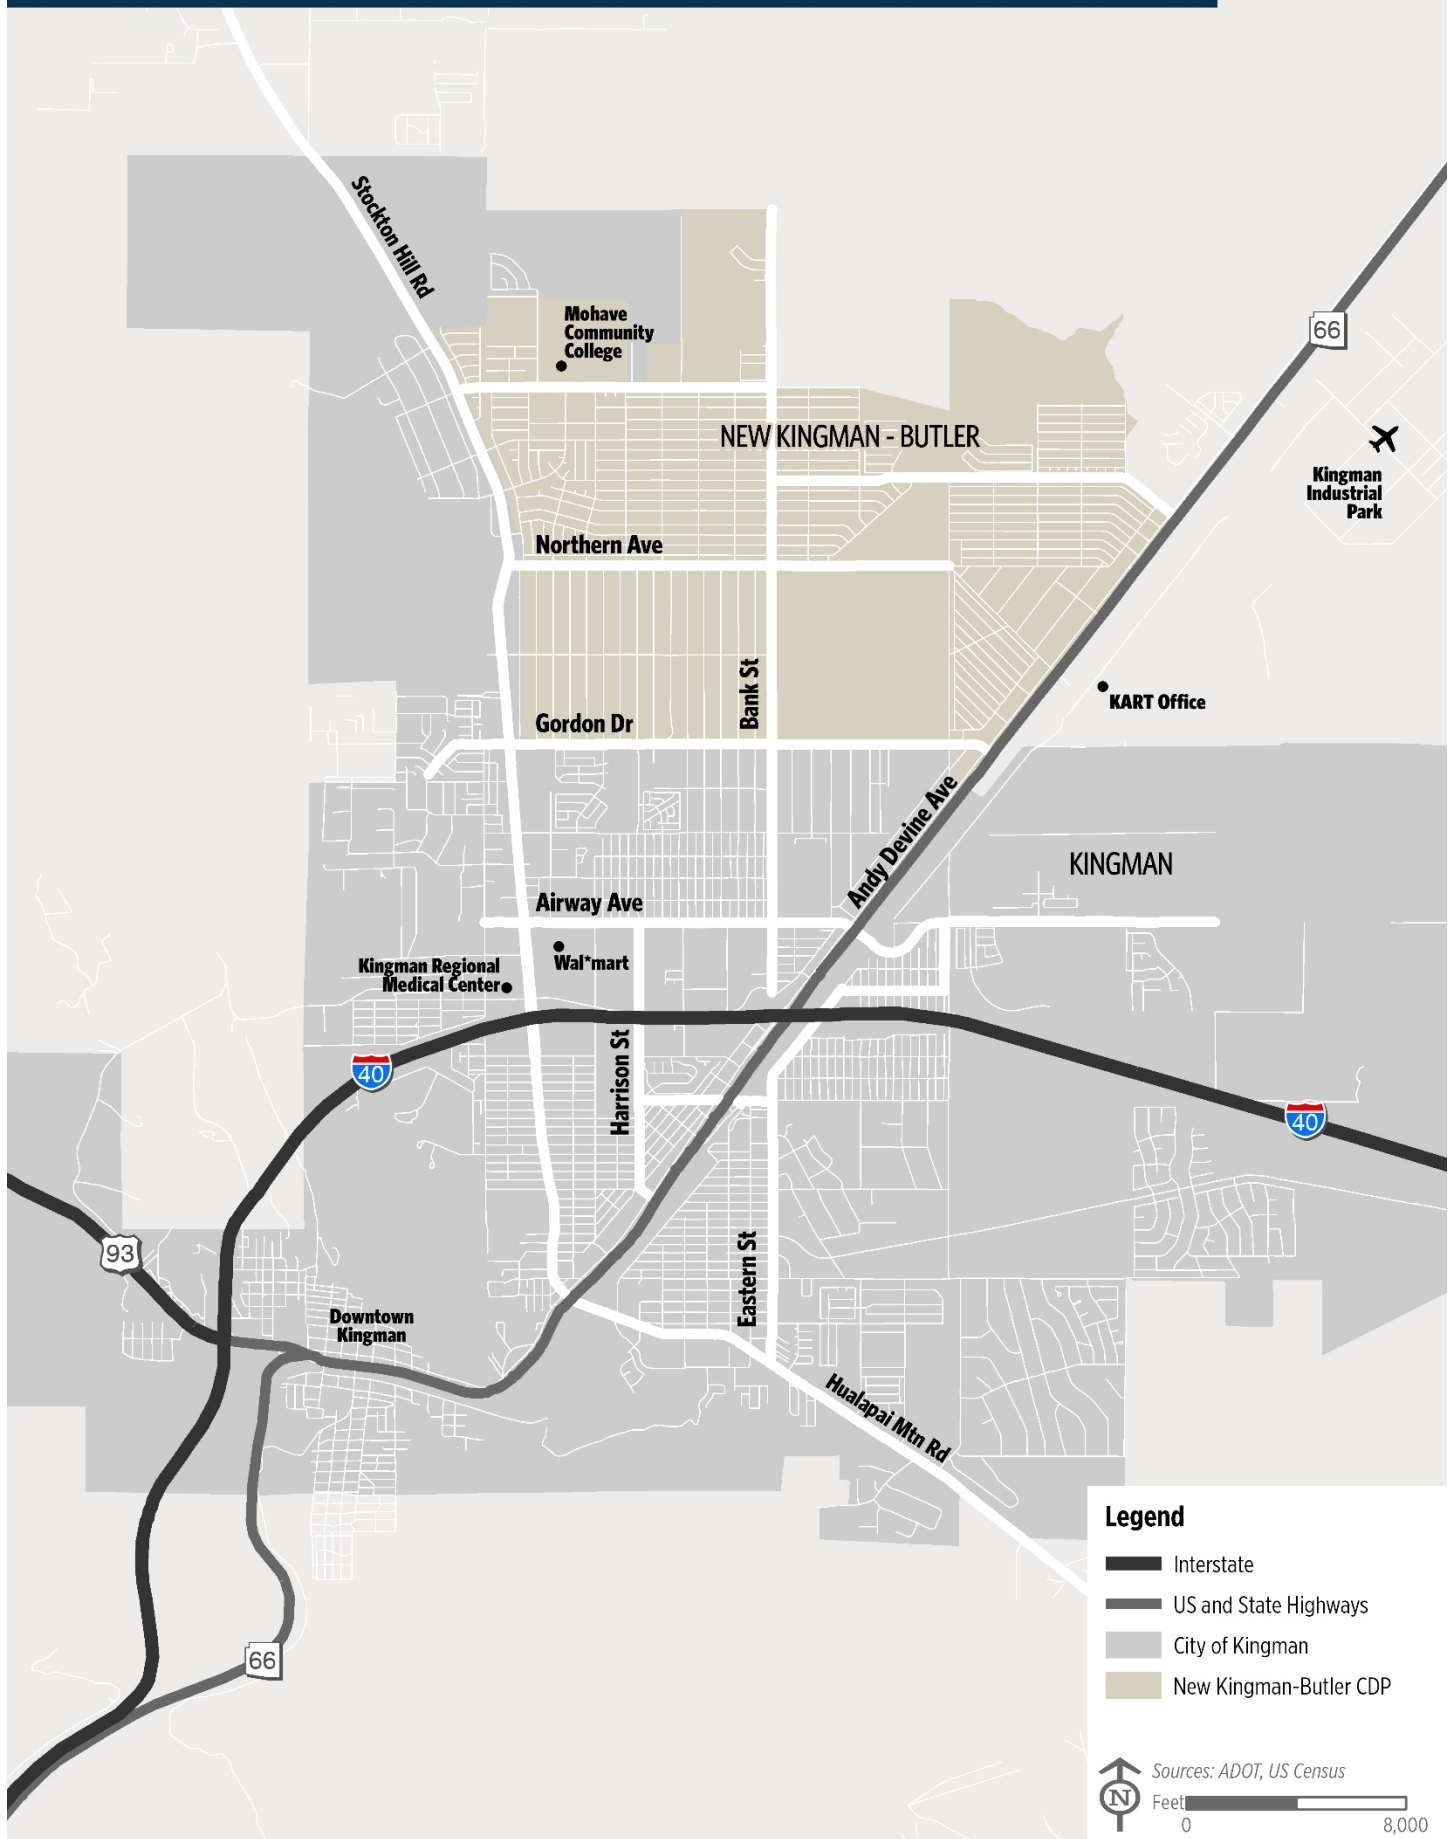 Stockton Hill Rd
Mohave
Community
College
66
NEW KINGMAN - BUTLER
Kingman
Industrial
Park
Northern Ave
Bank St
KART Office
Gordon Dr
Andy Devine Ave
KINGMAN
Airway Ave
Wal*mart
Kingman Regional
Medical Center
40
Harrison St
40
93
Eastern St
Downtown
Kingman
Hualapai Mtn Rd
66
Legend
Interstate
US and State Highways
City of Kingman
New Kingman-Butler CDP
N
Sources: ADOT, US Census
Feet
0 8,000